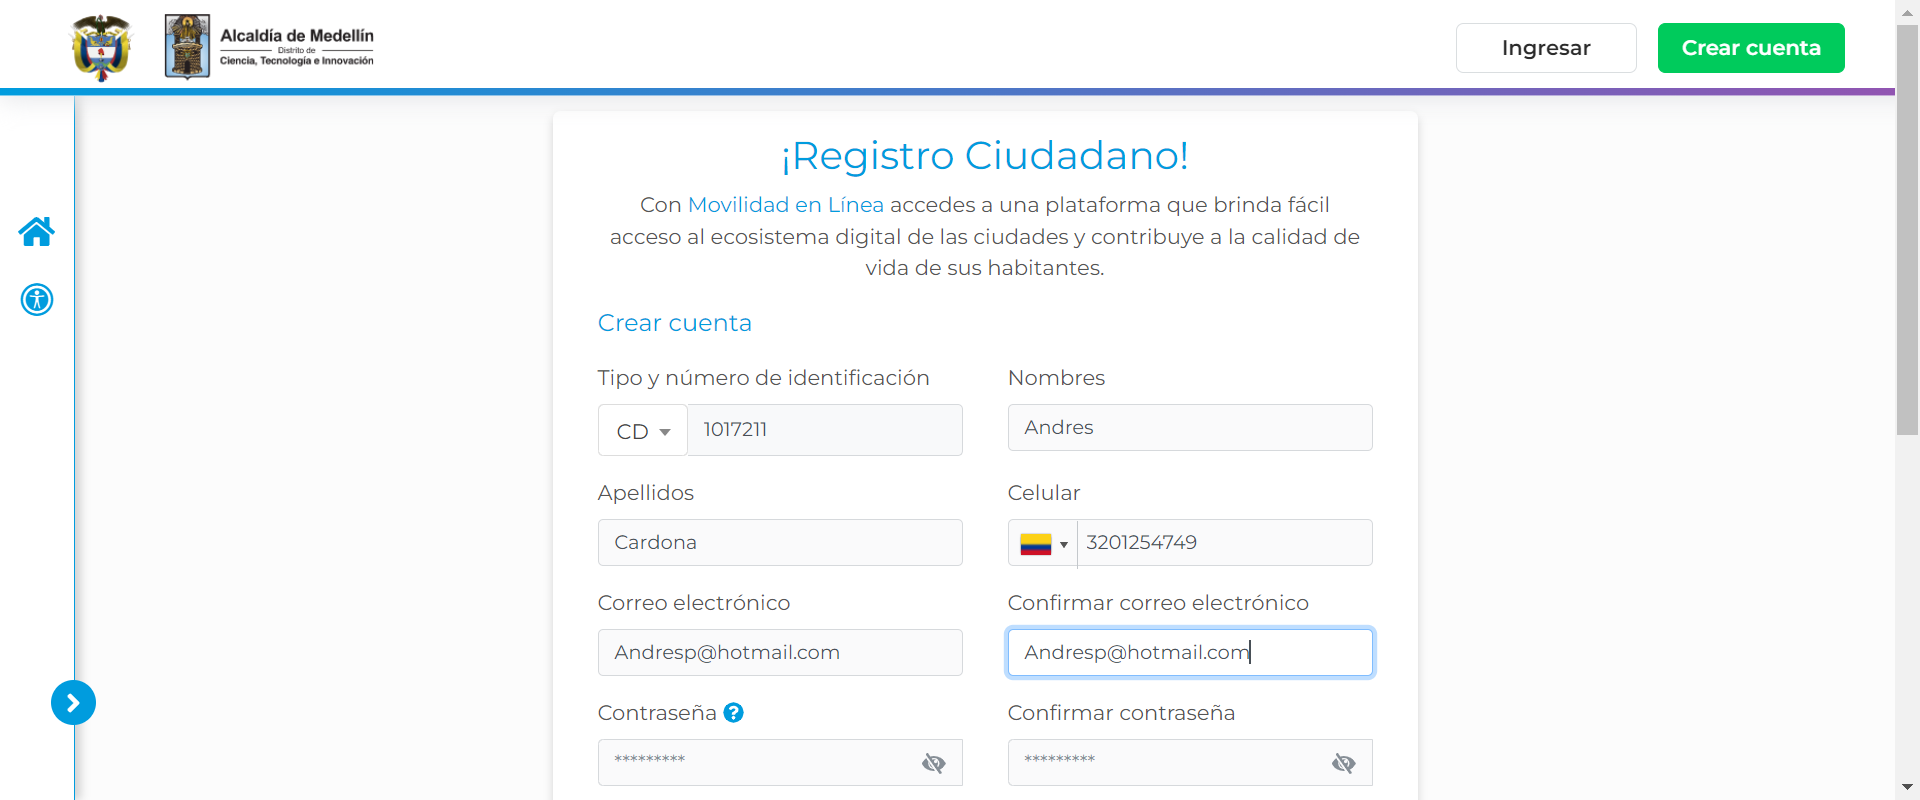 Alcaldía de Medellín
Distrito de
Ciencia, Tecnología e Innovación
Ingresar
Crear cuenta
¡Registro Ciudadano!
Con Movilidad en Línea accedes a una plataforma que brinda fácil
acceso al ecosistema digital de las ciudades y contribuye a la calidad de
vida de sus habitantes.
Crear cuenta
Tipo y número de identificación
CD 1017211
Nombres
Andres
Apellidos
Cardona
Celular
3201254749
Correo electrónico
Andresp@hotmail.com
Confirmar correo electrónico
Andresp@hotmail.com
Contraseña ?
*********
Confirmar contraseña
*********